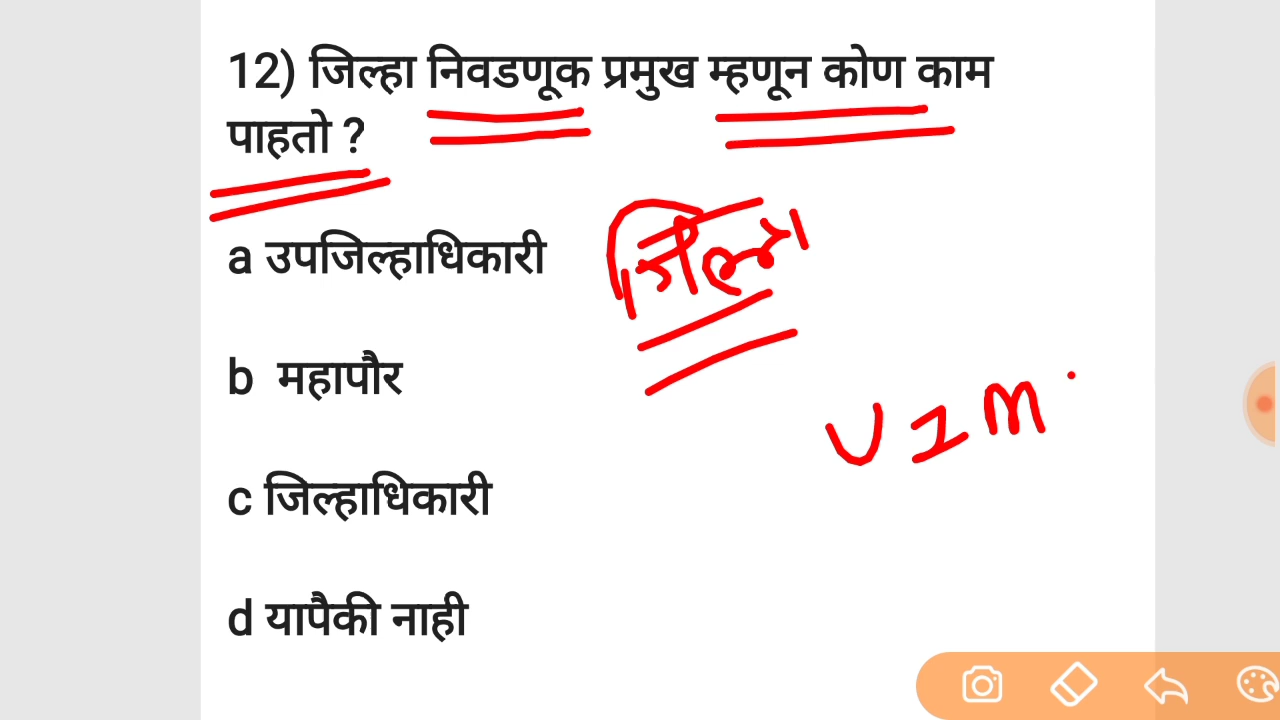 12) जिल्हा निवडणूक प्रमुख म्हणून कोण काम
पाहतो ?
a उपजिल्हाधिकारी
जिल्हा
b महापौर
c जिल्हाधिकारी
d यापैकी नाही